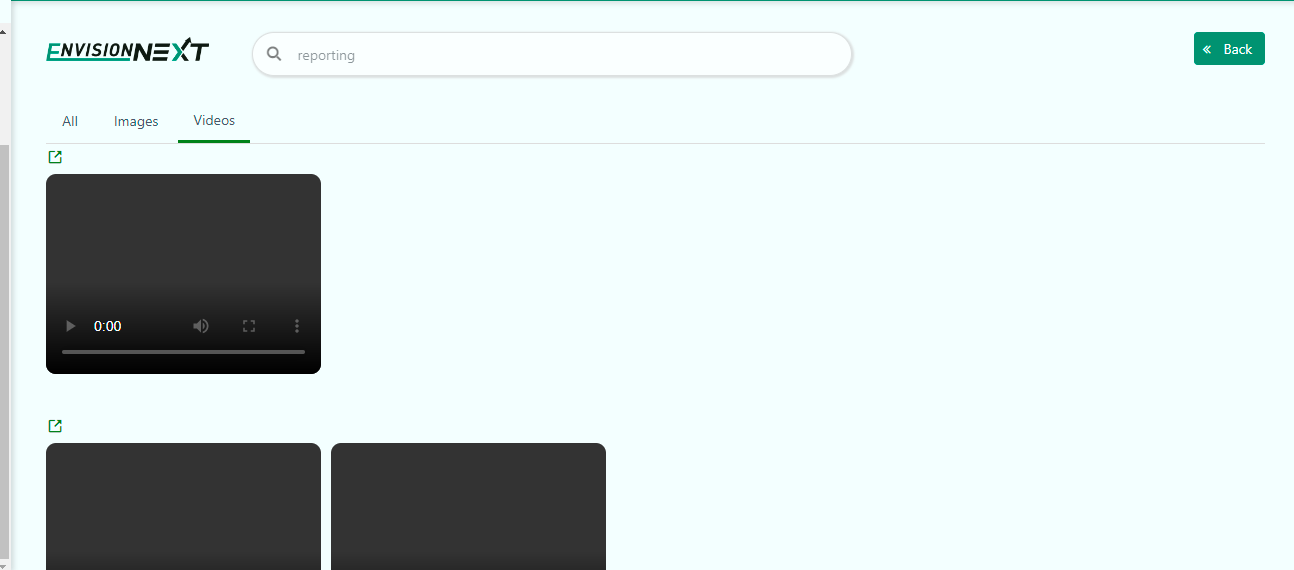 ENVISIONNEXT
reporting
Back
All Images Videos
0:00